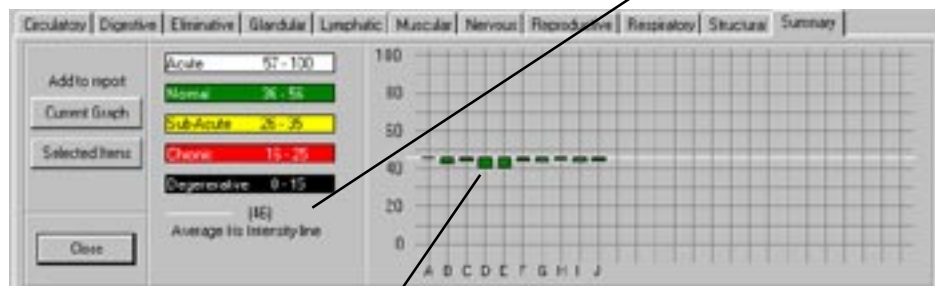 Circulatory Digestive Eliminative Glandular Lymphatic Muscular Nervous Reproductive Respiratory Structural Summary
Add to report
Current Graph
Selected Items
Close
Acute 57 - 100
Normal 36 - 56
Sub-Acute 26 - 35
Chronic 16 - 25
Degenerative 0 - 15
(46)
Average Iris Intensity line
100
80
60
40
20
0
A B C D E F G H I J